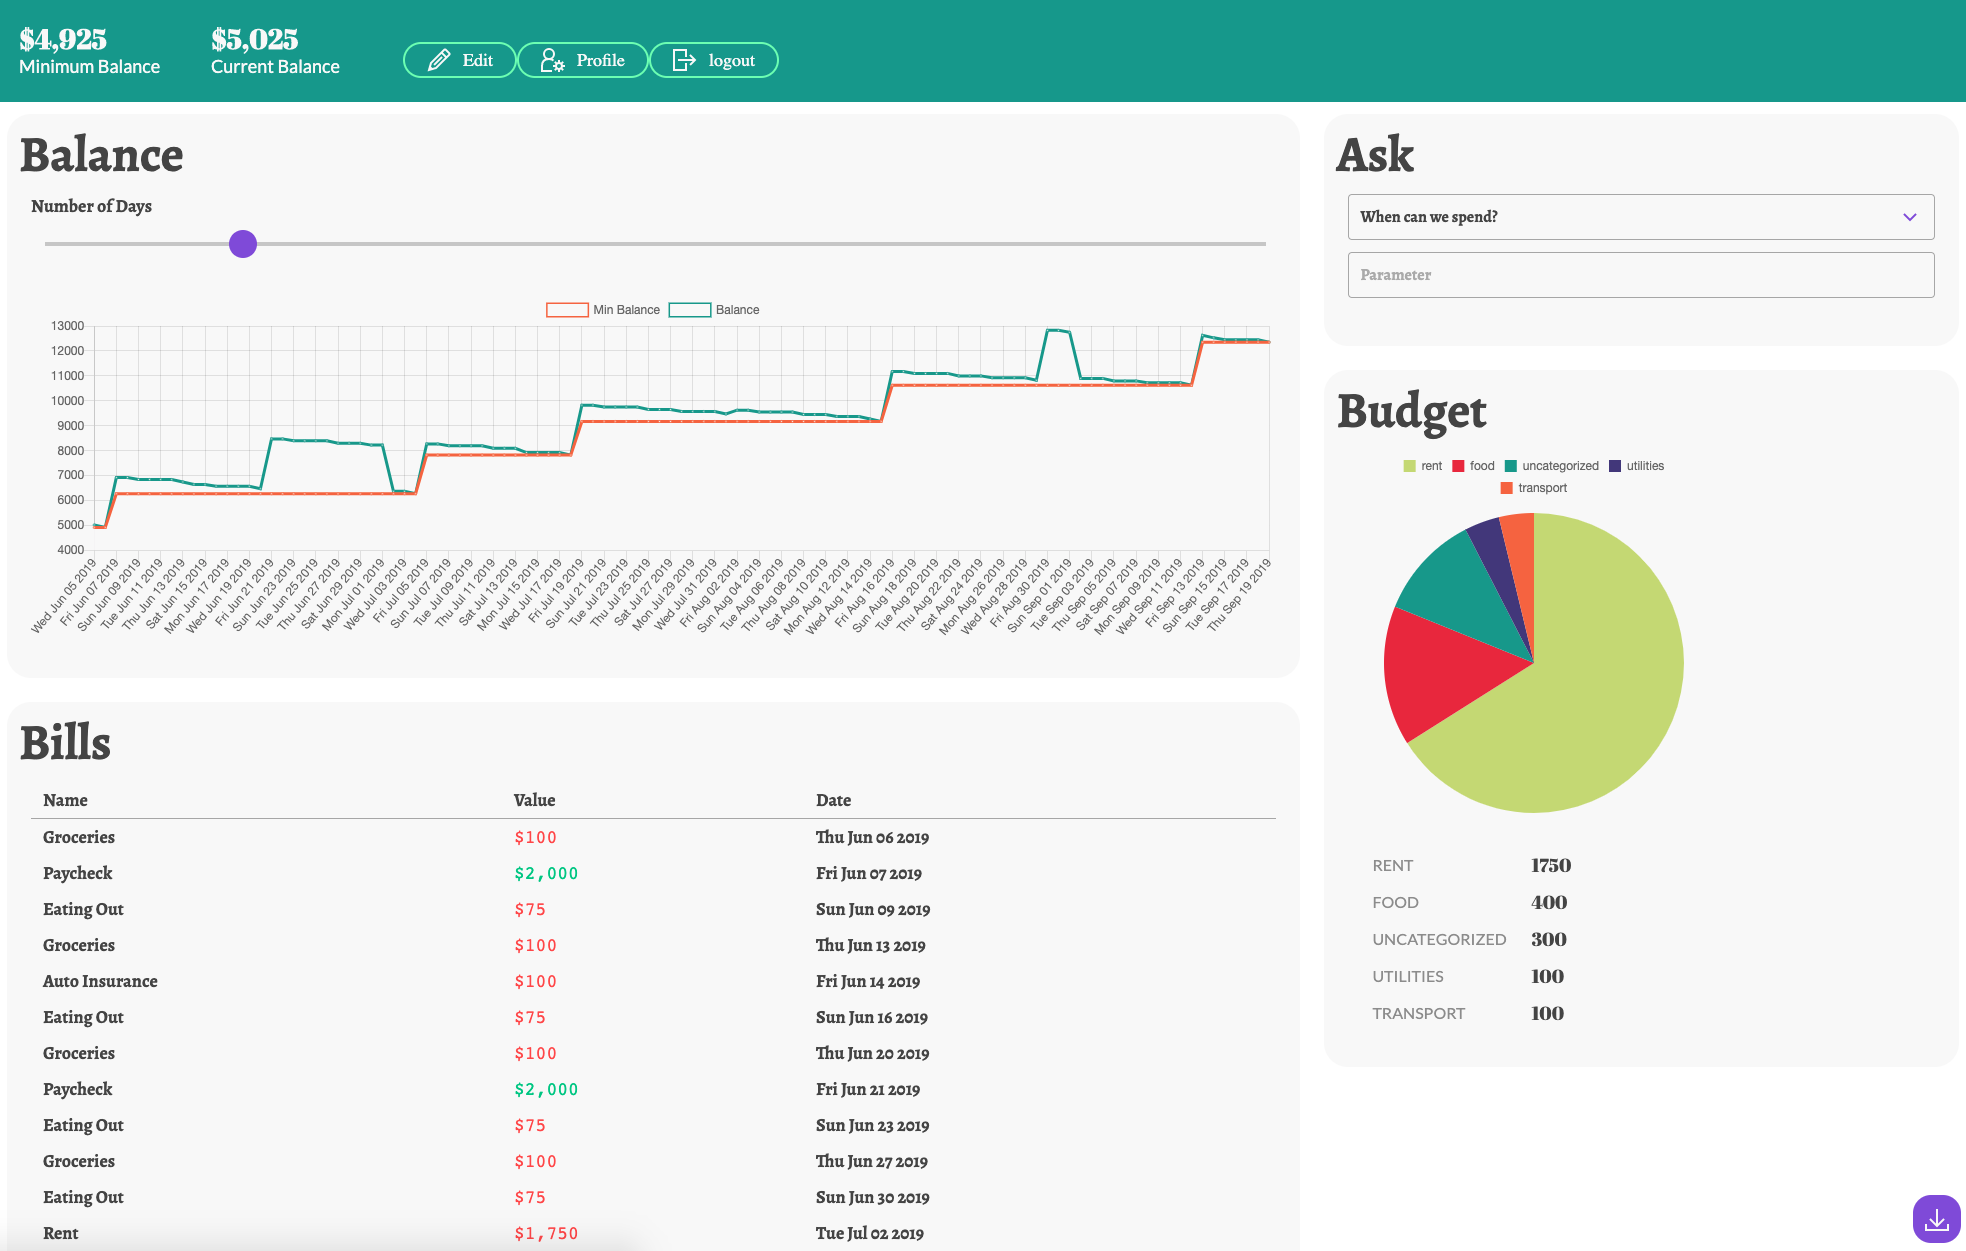 $4,925
Minimum Balance
$5,025
Current Balance
Edit
Profile
logout
Balance
Number of Days
Min Balance
Balance
13000
12000
11000
10000
9000
8000
7000
6000
5000
4000
Wed Jun 05 2019
Fri Jun 07 2019
Sun Jun 09 2019
Tue Jun 11 2019
Thu Jun 13 2019
Sat Jun 15 2019
Mon Jun 17 2019
Wed Jun 19 2019
Fri Jun 21 2019
Sun Jun 23 2019
Tue Jun 25 2019
Thu Jun 27 2019
Sat Jun 29 2019
Mon Jul 01 2019
Wed Jul 03 2019
Fri Jul 05 2019
Sun Jul 07 2019
Tue Jul 09 2019
Thu Jul 11 2019
Sat Jul 13 2019
Mon Jul 15 2019
Wed Jul 17 2019
Fri Jul 19 2019
Sun Jul 21 2019
Tue Jul 23 2019
Thu Jul 25 2019
Sat Jul 27 2019
Mon Jul 29 2019
Wed Jul 31 2019
Fri Aug 02 2019
Sun Aug 04 2019
Tue Aug 06 2019
Thu Aug 08 2019
Sat Aug 10 2019
Mon Aug 12 2019
Wed Aug 14 2019
Fri Aug 16 2019
Sun Aug 18 2019
Tue Aug 20 2019
Thu Aug 22 2019
Sat Aug 24 2019
Mon Aug 26 2019
Wed Aug 28 2019
Fri Aug 30 2019
Sun Sep 01 2019
Tue Sep 03 2019
Thu Sep 05 2019
Sat Sep 07 2019
Mon Sep 09 2019
Wed Sep 11 2019
Fri Sep 13 2019
Sun Sep 15 2019
Tue Sep 17 2019
Thu Sep 19 2019
Bills
Name Value Date
Groceries $100 Thu Jun 06 2019
Paycheck $2,000 Fri Jun 07 2019
Eating Out $75 Sun Jun 09 2019
Groceries $100 Thu Jun 13 2019
Auto Insurance $100 Fri Jun 14 2019
Eating Out $75 Sun Jun 16 2019
Groceries $100 Thu Jun 20 2019
Paycheck $2,000 Fri Jun 21 2019
Eating Out $75 Sun Jun 23 2019
Groceries $100 Thu Jun 27 2019
Eating Out $75 Sun Jun 30 2019
Rent $1,750 Tue Jul 02 2019
Ask
When can we spend?
Parameter
Budget
rent food uncategorized utilities
transport
RENT 1750
FOOD 400
UNCATEGORIZED 300
UTILITIES 100
TRANSPORT 100